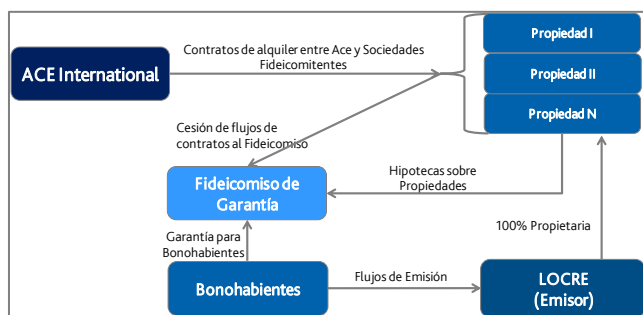 Propiedad I
Contratos de alquiler entre Ace y Sociedades
Fideicomitentes
ACE International
Propiedad II
Propiedad N
Cesión de flujos de
contratos al Fideicomiso
Fideicomiso de
Garantía
Hipotecas sobre
Propiedades
Garantía para
Bonohabientes
100% Propietaria
Bonohabientes
Flujos de Emisión
LOCRE
(Emisor)